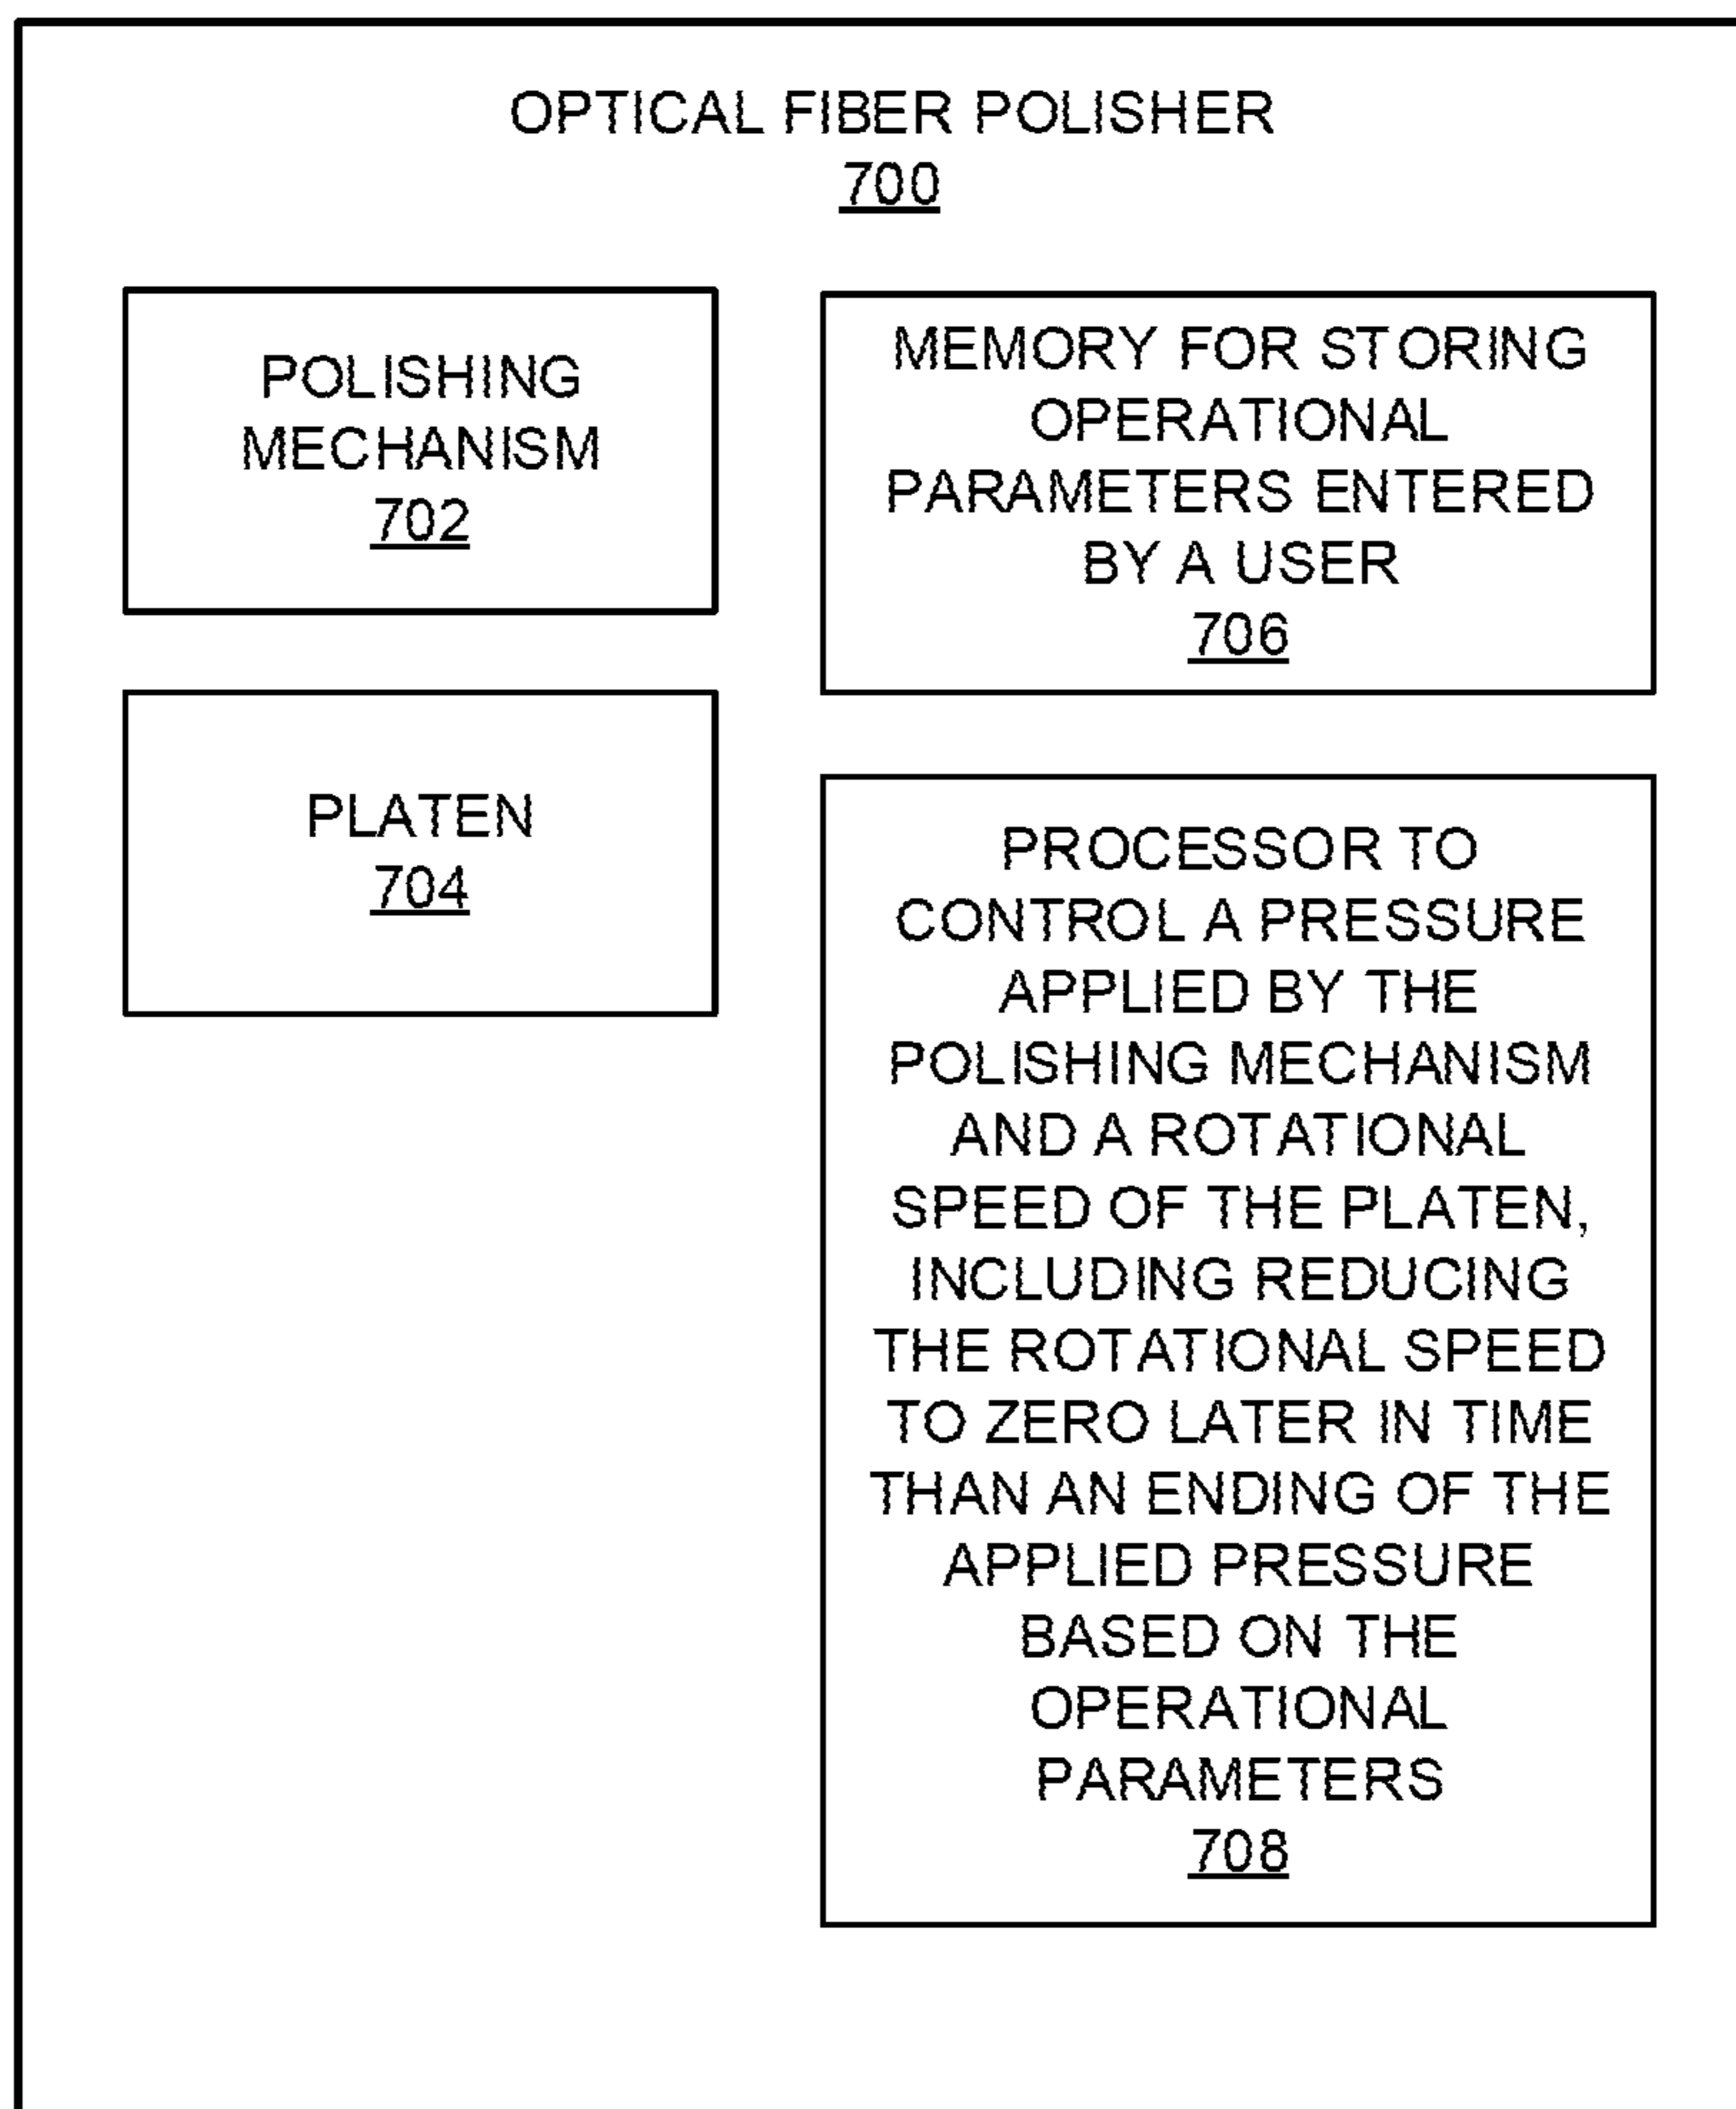 OPTICAL FIBER POLISHER
700
POLISHING
MECHANISM
702
PLATEN
704
MEMORY FOR STORING
OPERATIONAL
PARAMETERS ENTERED
BY A USER
706
PROCESSOR TO
CONTROL A PRESSURE
APPLIED BY THE
POLISHING MECHANISM
AND A ROTATIONAL
SPEED OF THE PLATEN,
INCLUDING REDUCING
THE ROTATIONAL SPEED
TO ZERO LATER IN TIME
THAN AN ENDING OF THE
APPLIED PRESSURE
BASED ON THE
OPERATIONAL
PARAMETERS
708